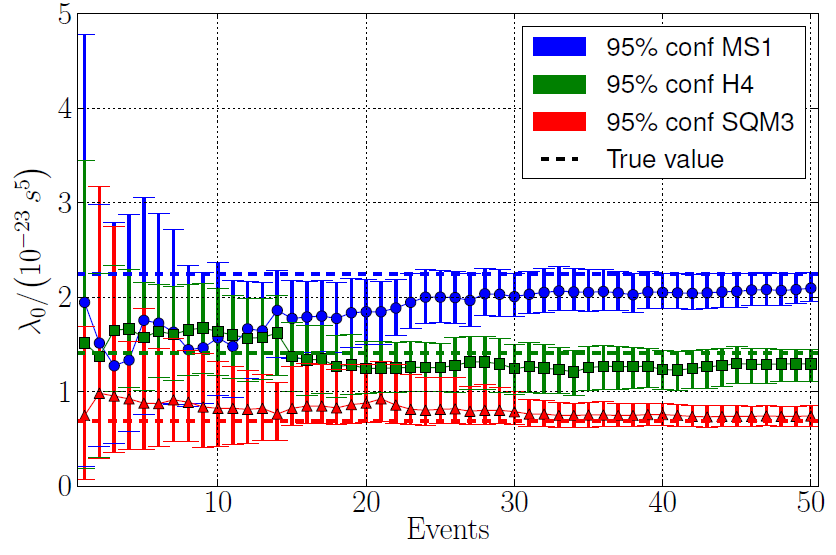 5
4
3
2
1
0
λ₀/(10⁻²³ s⁵)
95% conf MS1
95% conf H4
95% conf SQM3
True value
10 20 30 40 50
Events